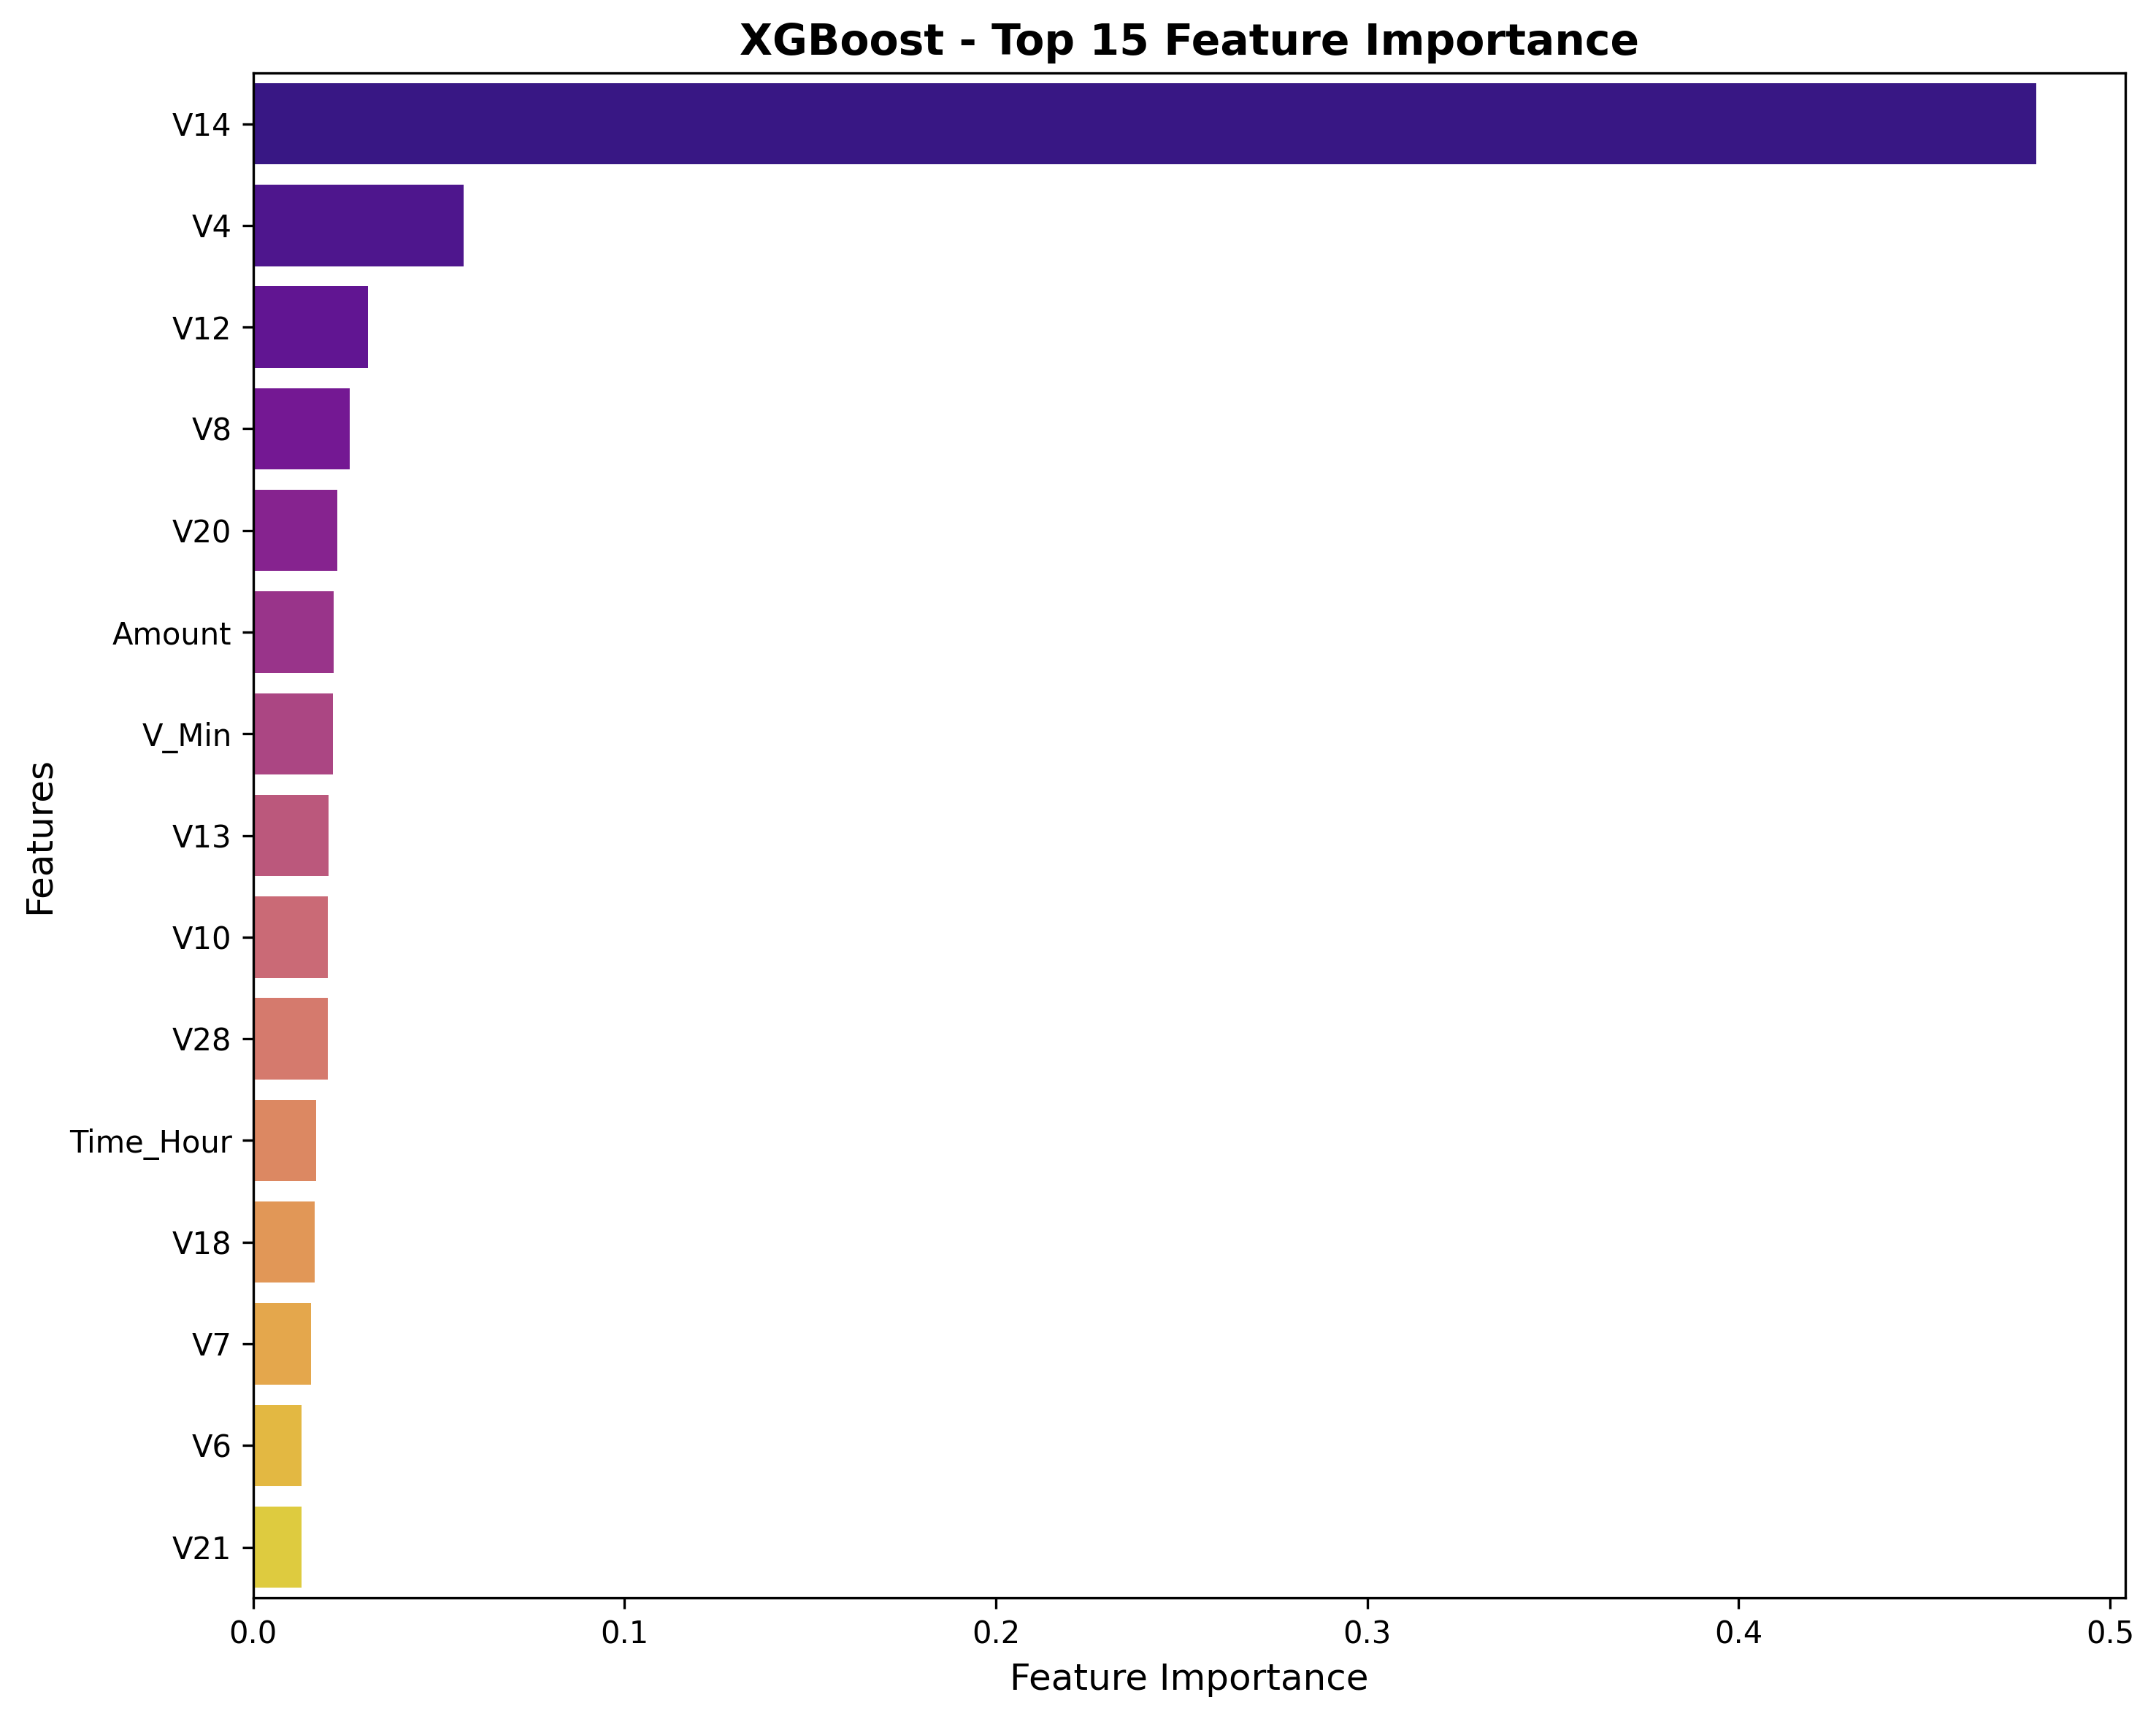 XGBoost - Top 15 Feature Importance
V14
V4
V12
V8
V20
Amount
V_Min
V13
V10
V28
Time_Hour
V18
V7
V6
V21
Features
0.0 0.1 0.2 0.3 0.4 0.5
Feature Importance